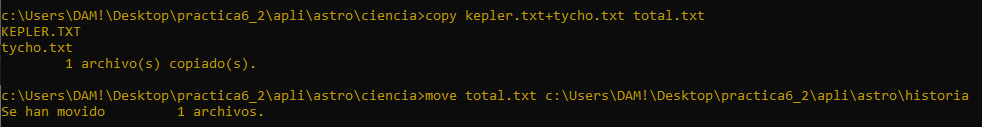 c:\Users\DAM!\Desktop\practica6_2\apli\astro\ciencia>copy kepler.txt+tycho.txt total.txt
KEPLER.TXT
tycho.txt
        1 archivo(s) copiado(s).
c:\Users\DAM!\Desktop\practica6_2\apli\astro\ciencia>move total.txt c:\Users\DAM!\Desktop\practica6_2\apli\astro\historia
Se han movido         1 archivos.